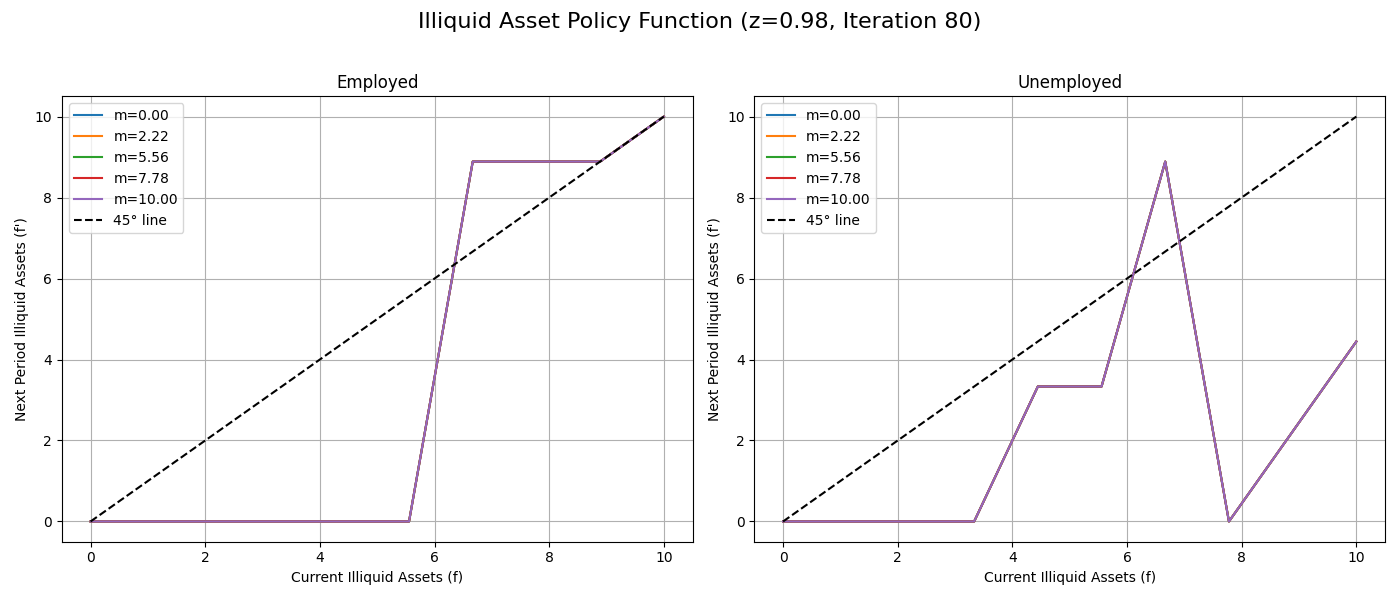 Illiquid Asset Policy Function (z=0.98, Iteration 80)
Employed
m=0.00
m=2.22
m=5.56
m=7.78
m=10.00
45° line
10
8
6
4
2
0
0 2 4 6 8 10
Next Period Illiquid Assets (f')
Current Illiquid Assets (f)
Unemployed
m=0.00
m=2.22
m=5.56
m=7.78
m=10.00
45° line
10
8
6
4
2
0
0 2 4 6 8 10
Next Period Illiquid Assets (f')
Current Illiquid Assets (f)